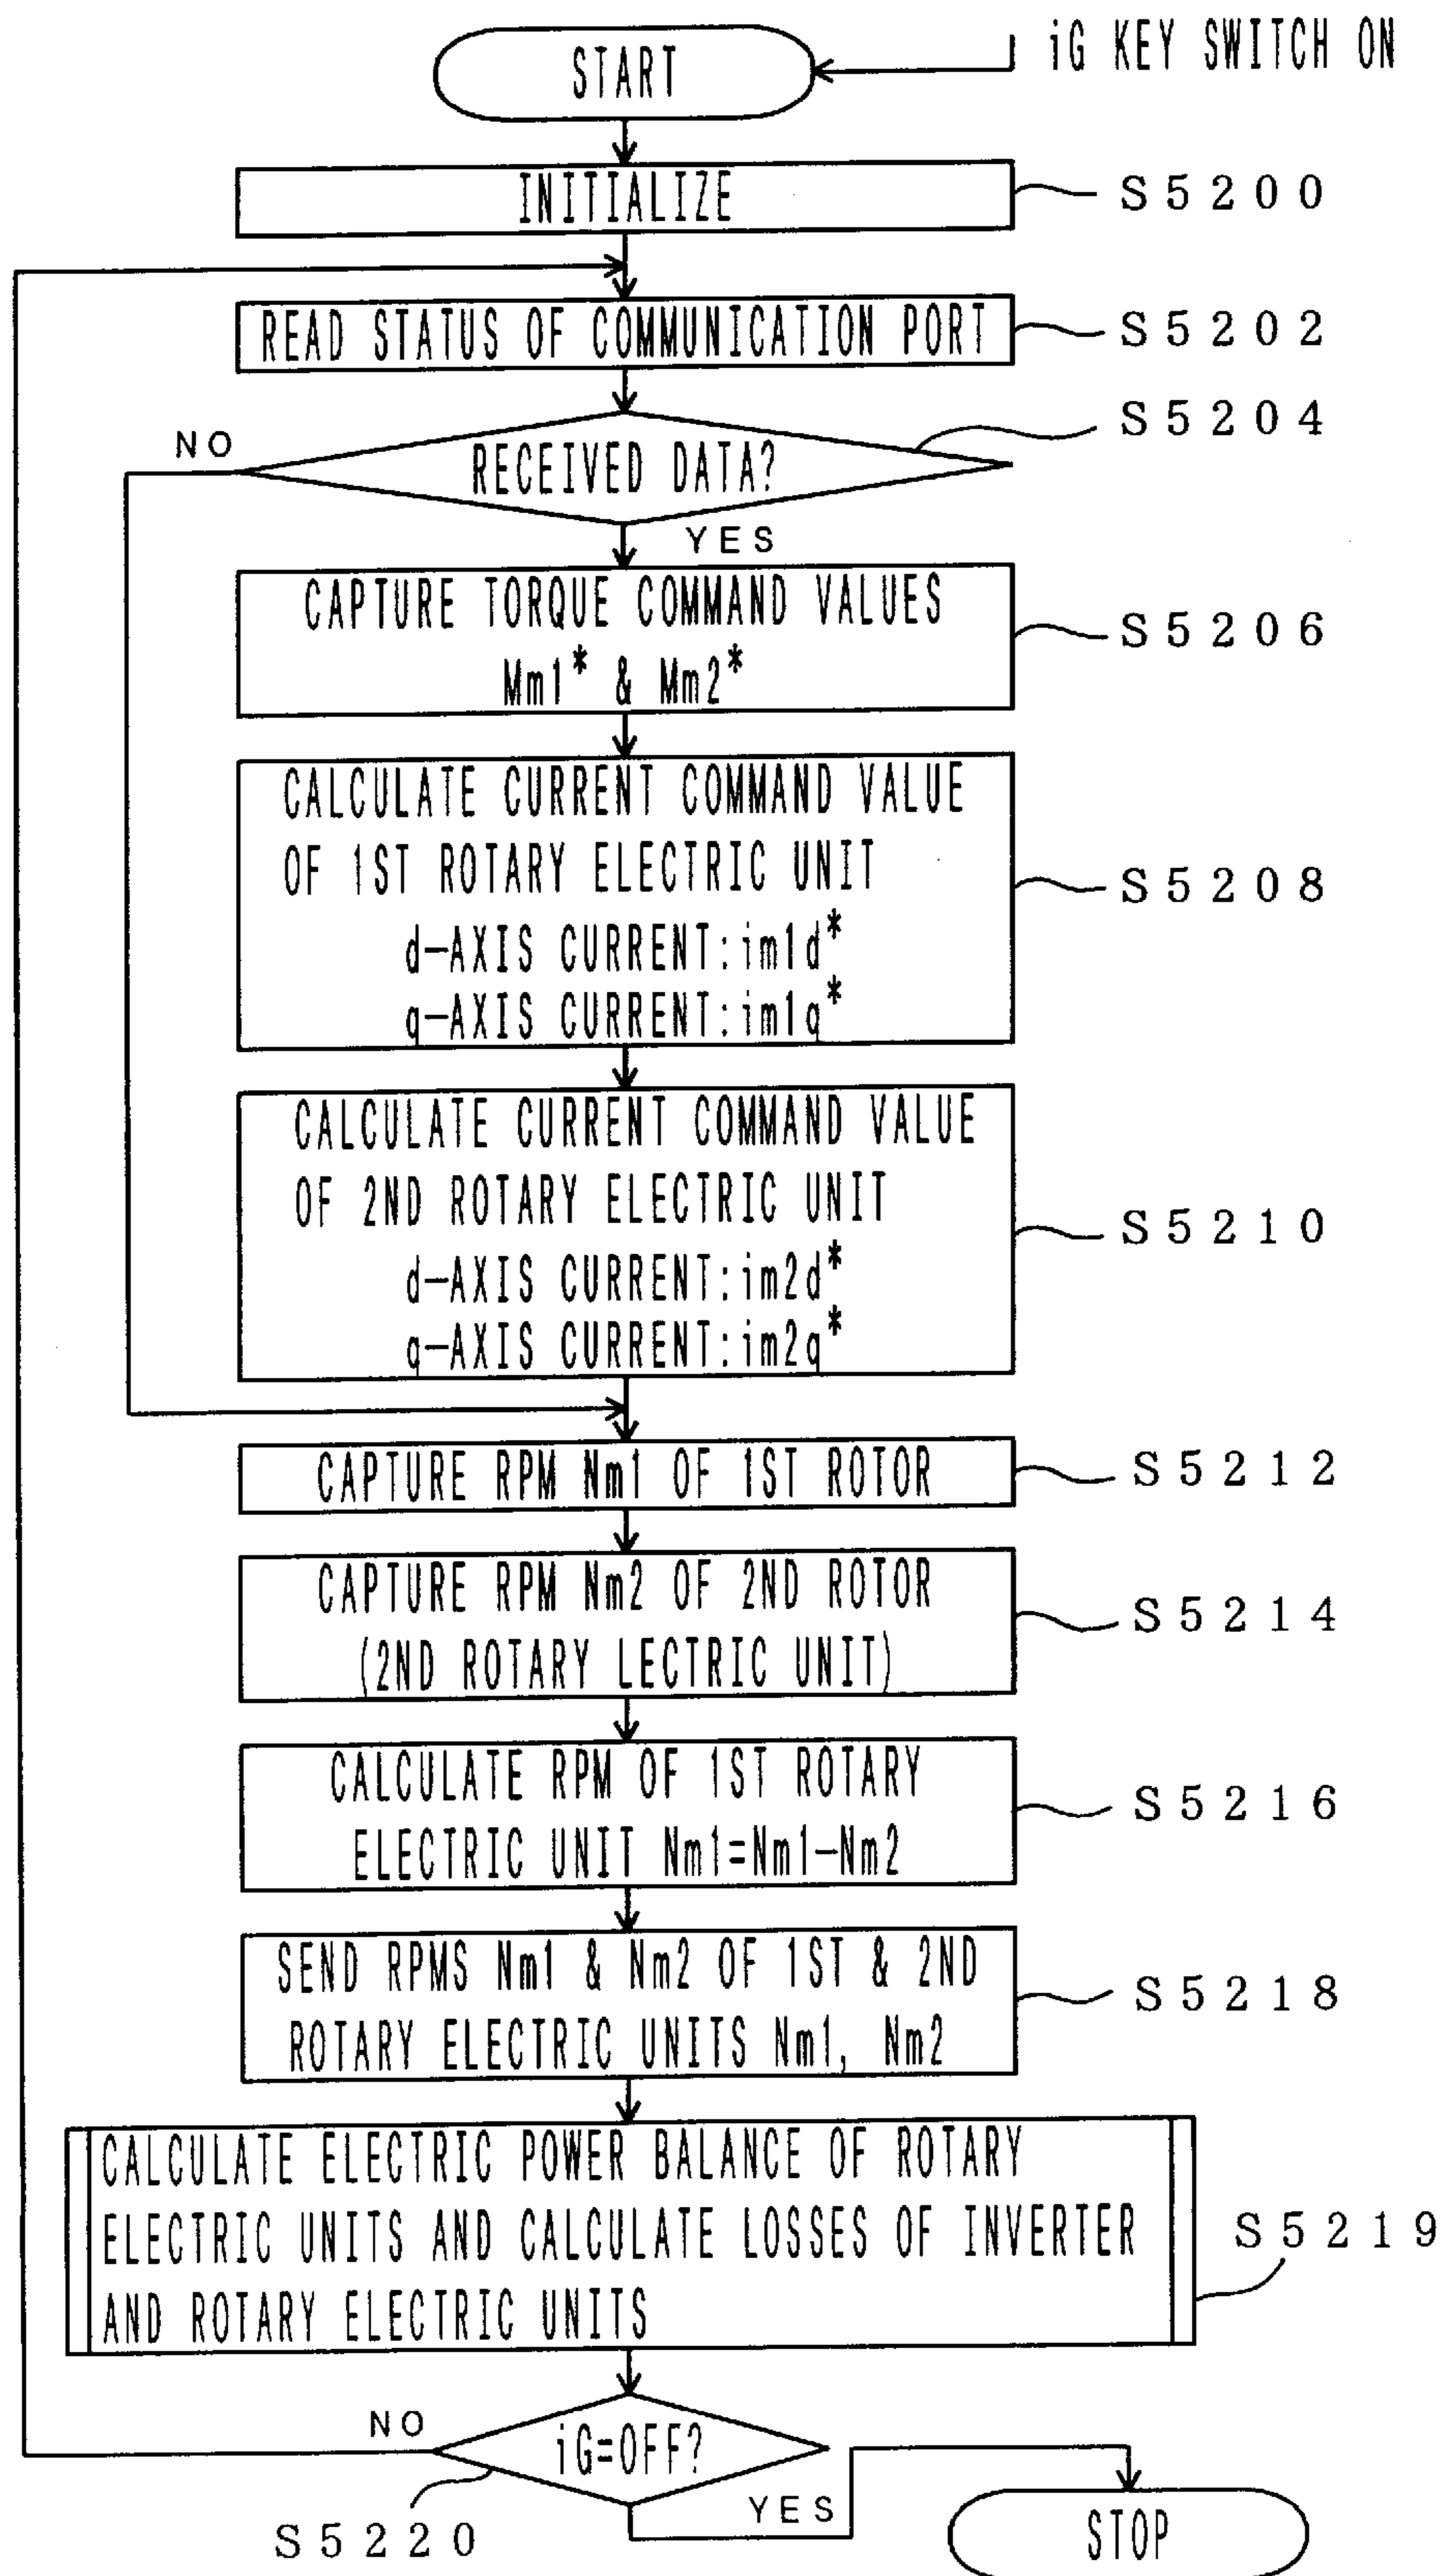 iG KEY SWITCH ON
START
INITIALIZE
S5200
READ STATUS OF COMMUNICATION PORT
S5202
S5204
NO
RECEIVED DATA?
YES
CAPTURE TORQUE COMMAND VALUES
Mm1* & Mm2*
S5206
CALCULATE CURRENT COMMAND VALUE
OF 1ST ROTARY ELECTRIC UNIT
d-AXIS CURRENT:im1d*
q-AXIS CURRENT:im1q*
S5208
CALCULATE CURRENT COMMAND VALUE
OF 2ND ROTARY ELECTRIC UNIT
d-AXIS CURRENT:im2d*
q-AXIS CURRENT:im2q*
S5210
CAPTURE RPM Nm1 OF 1ST ROTOR
S5212
CAPTURE RPM Nm2 OF 2ND ROTOR
(2ND ROTARY LECTRIC UNIT)
S5214
CALCULATE RPM OF 1ST ROTARY
ELECTRIC UNIT Nm1=Nm1-Nm2
S5216
SEND RPMS Nm1 & Nm2 OF 1ST & 2ND
ROTARY ELECTRIC UNITS Nm1, Nm2
S5218
CALCULATE ELECTRIC POWER BALANCE OF ROTARY
ELECTRIC UNITS AND CALCULATE LOSSES OF INVERTER
AND ROTARY ELECTRIC UNITS
S5219
NO
iG=OFF?
YES
S5220
STOP